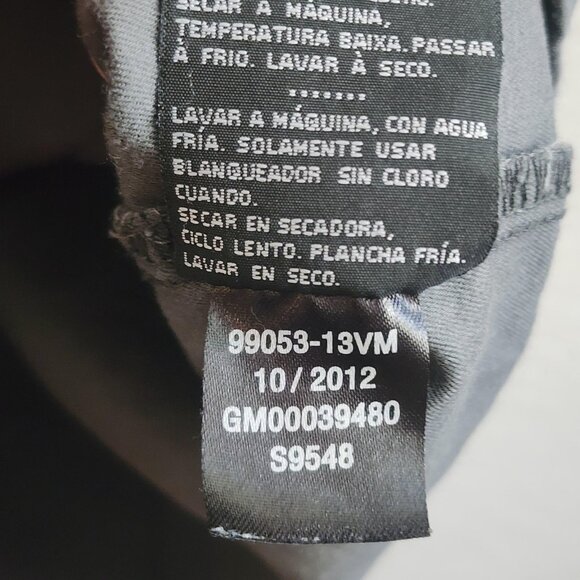 SELAR A MÁQUINA,
TEMPERATURA BAIXA. PASSAR
À FRIO. LAVAR À SECO.
.......
LAVAR A MÁQUINA, CON AGUA
FRÍA. SOLAMENTE USAR
BLANQUEADOR SIN CLORO
CUANDO.
SECAR EN SECADORA,
CICLO LENTO. PLANCHA FRÍA.
LAVAR EN SECO.
99053-13VM
10/2012
GM00039480
S9548